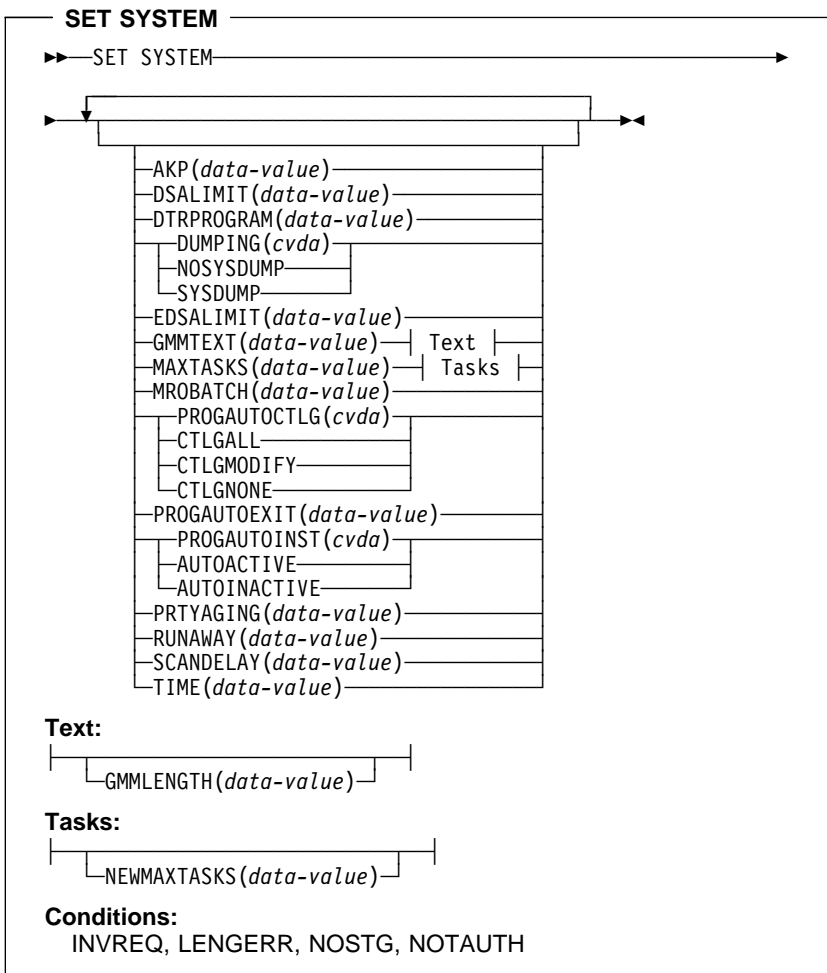 SET SYSTEM
SET SYSTEM
AKP(data-value)
DSALIMIT(data-value)
DTRPROGRAM(data-value)
DUMPING(cvda)
NOSYSDUMP
SYSDUMP
EDSALIMIT(data-value)
GMMTEXT(data-value) Text
MAXTASKS(data-value) Tasks
MROBATCH(data-value)
PROGAUTOCTLG(cvda)
CTLGALL
CTLGMODIFY
CTLGNONE
PROGAUTOEXIT(data-value)
PROGAUTOINST(cvda)
AUTOACTIVE
AUTOINACTIVE
PRTYAGING(data-value)
RUNAWAY(data-value)
SCANDELAY(data-value)
TIME(data-value)
Text:
GMMLENGTH(data-value)
Tasks:
NEWMAXTASKS(data-value)
Conditions:
INVREQ, LENGERR, NOSTG, NOTAUTH